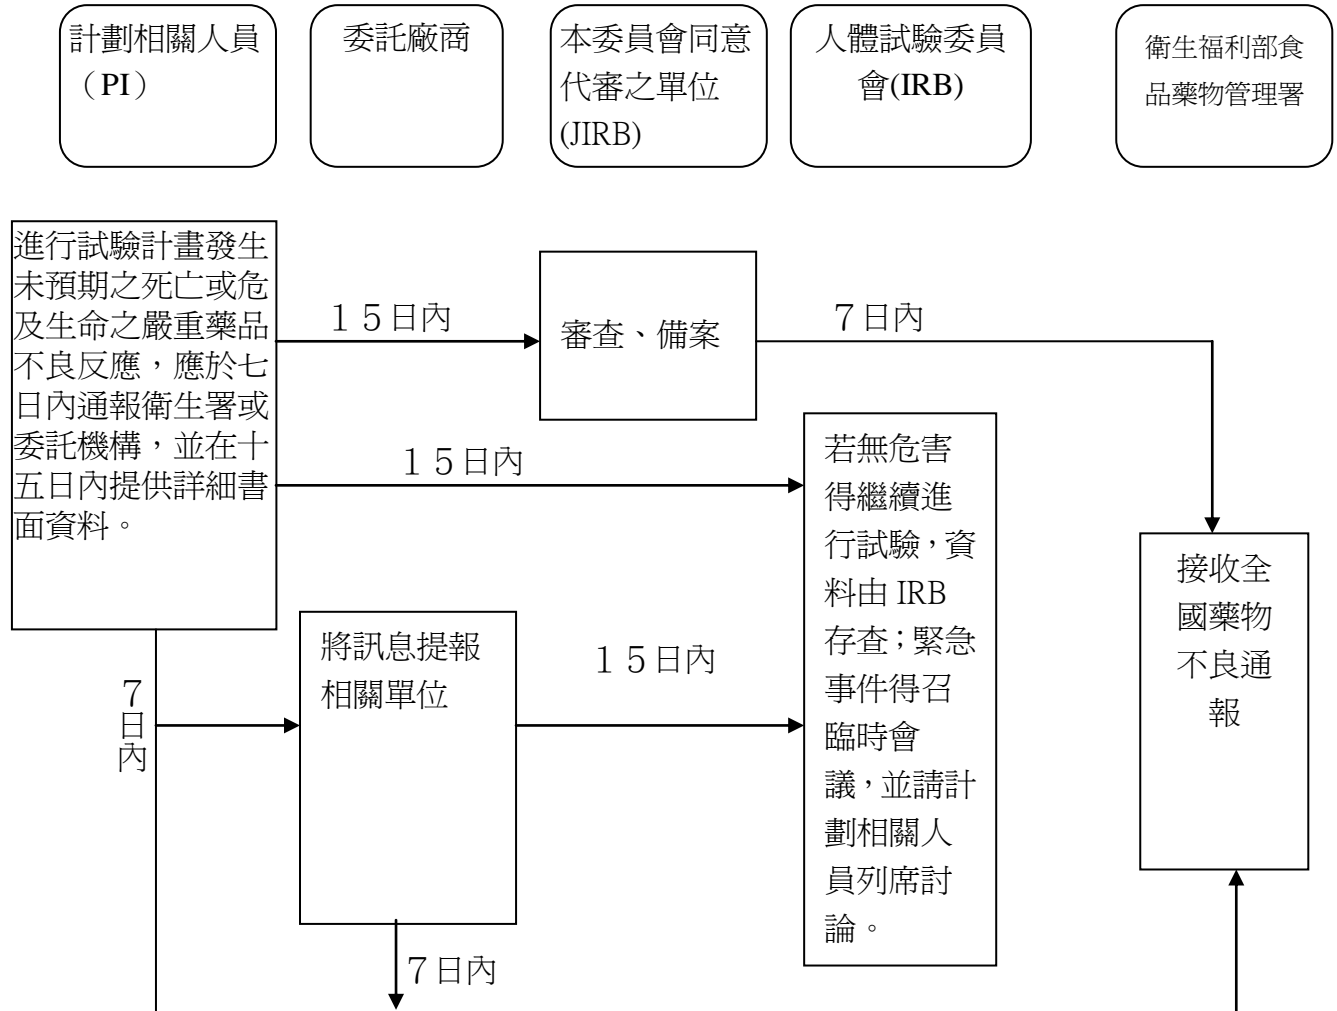 計劃相關人員
（PI）
委託廠商
本委員會同意
代審之單位
(JIRB)
人體試驗委員
會(IRB)
衛生福利部食
品藥物管理署
進行試驗計畫發生
未預期之死亡或危
及生命之嚴重藥品
不良反應，應於七
日內通報衛生署或
委託機構，並在十
五日內提供詳細書
面資料。
１５日內
審查、備案
７日內
１５日內
若無危害
得繼續進
行試驗，資
料由 IRB
存查；緊急
事件得召
臨時會
議，並請計
劃相關人
員列席討
論。
接收全
國藥物
不良通
報
7
日
內
將訊息提報
相關單位
１５日內
７日內